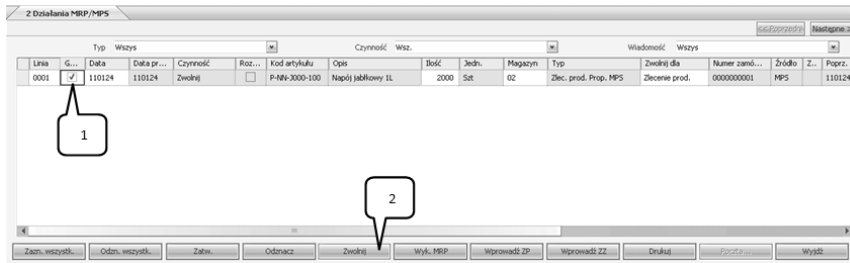 2 Działania MRP/MPS
<< Poprzedni Następne >
Typ Wszys Czynność Wsz. Wiadomość Wszys
Linia G... Data Data pr... Czynność Roz... Kod artykułu Opis Ilość Jedn. Magazyn Typ Zwolnij dla Numer zamó... Źródło Z... Poprz.
0001 110124 110124 Zwolnij P-NN-J000-100 Napój jabłkowy 1L 2000 Szt 02 Zlec. prod. Prop. MPS Zlecenie prod. 0000000001 MPS 110124
1
2
Zazn. wszystk. Odzn. wszystk. Zatw. Odznacz Zwolnij Wyk. MRP Wprowadź ZP Wprowadź ZZ Drukuj Poczta Wyjdź